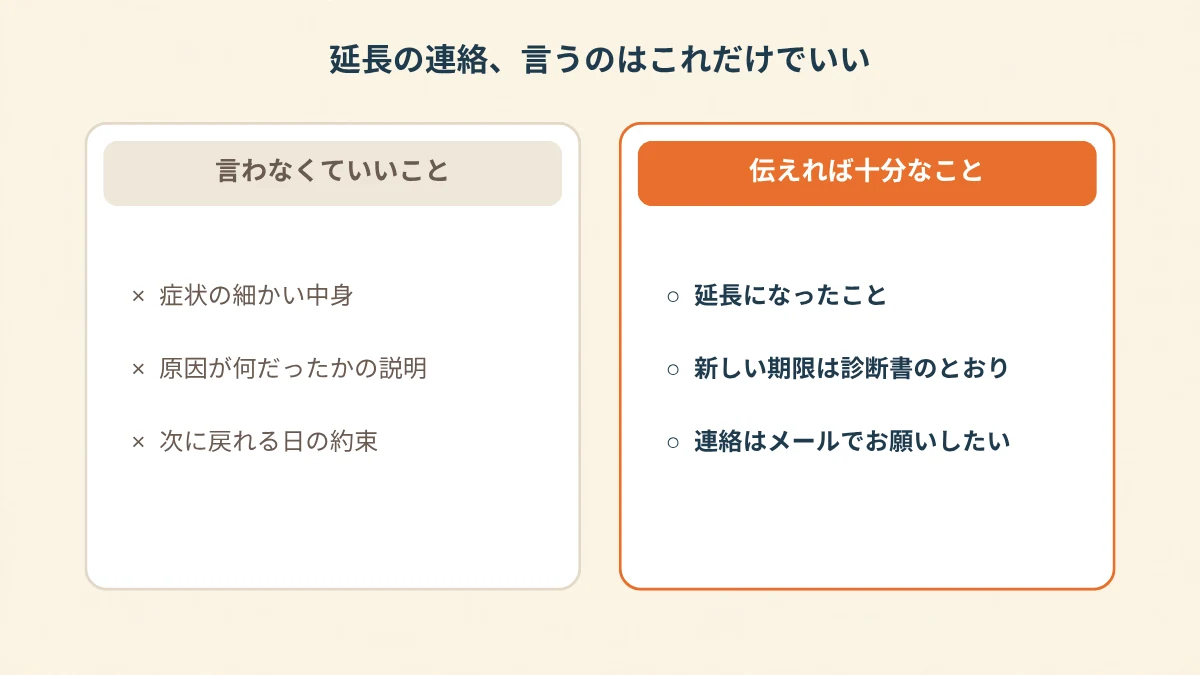 延長の連絡、言うのはこれだけでいい
言わなくていいこと
× 症状の細かい中身
× 原因が何だったかの説明
× 次に戻れる日の約束
伝えれば十分なこと
○ 延長になったこと
○ 新しい期限は診断書のとおり
○ 連絡はメールでお願いしたい